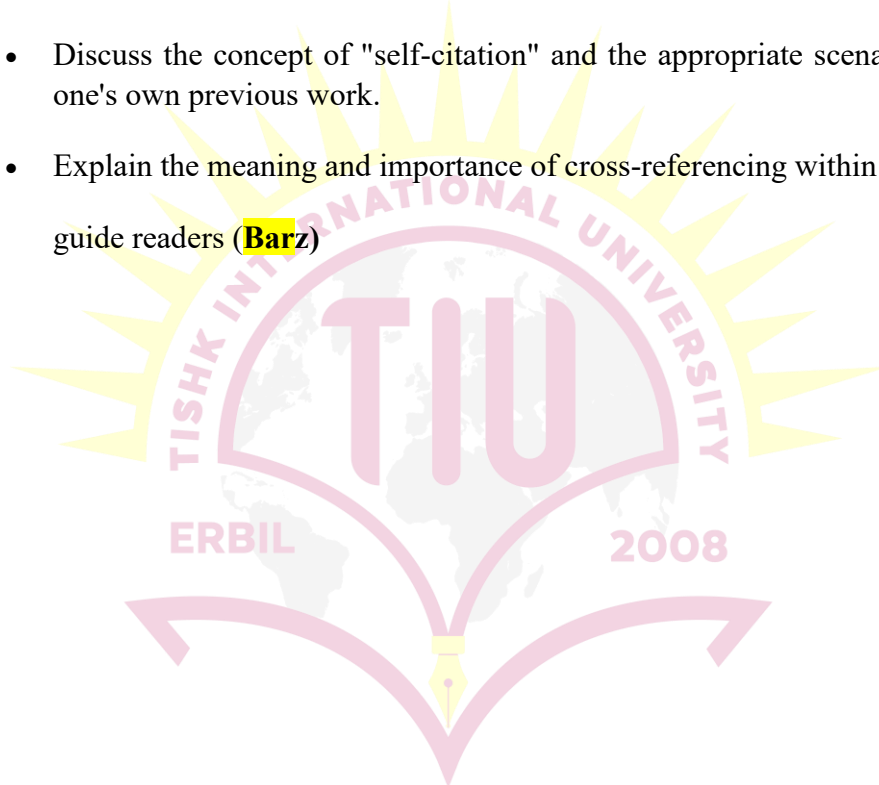 • Discuss the concept of "self-citation" and the appropriate scena
one's own previous work.
• Explain the meaning and importance of cross-referencing within
guide readers (Barz)
TISHK INTERNATIONAL UNIVERSITY
TIU
ERBIL 2008